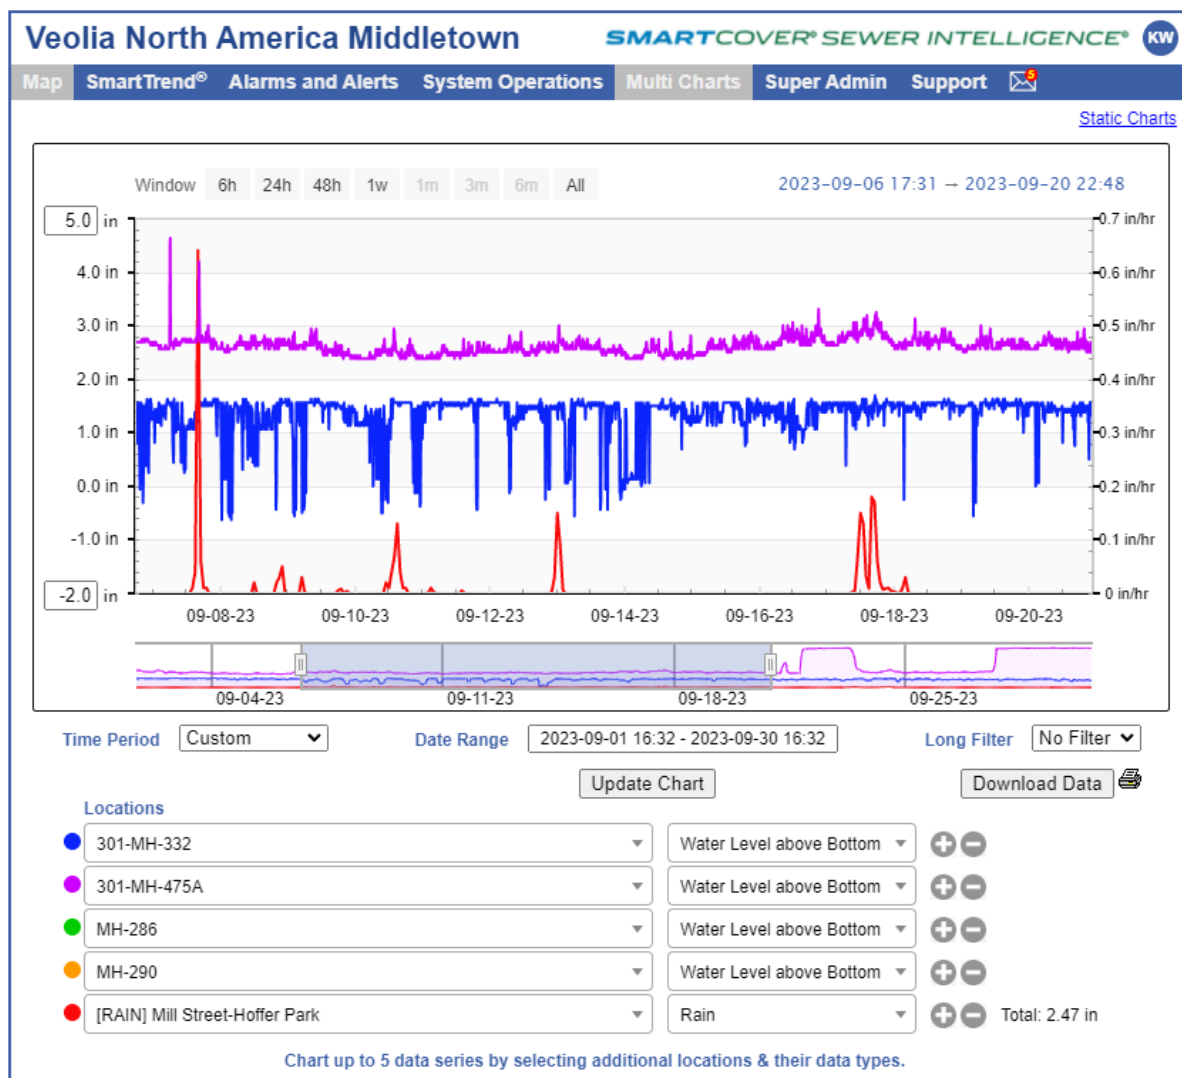 Veolia North America Middletown
SMARTCOVER® SEWER INTELLIGENCE®
KW
Map SmartTrend® Alarms and Alerts System Operations Multi Charts Super Admin Support 5
Static Charts
Window 6h 24h 48h 1w 1m 3m 6m All
2023-09-06 17:31 → 2023-09-20 22:48
5.0 in 0.7 in/hr
4.0 in 0.6 in/hr
3.0 in 0.5 in/hr
2.0 in 0.4 in/hr
1.0 in 0.3 in/hr
0.0 in 0.2 in/hr
-1.0 in 0.1 in/hr
-2.0 in 0 in/hr
09-08-23 09-10-23 09-12-23 09-14-23 09-16-23 09-18-23 09-20-23
09-04-23 09-11-23 09-18-23 09-25-23
Time Period Custom Date Range 2023-09-01 16:32 - 2023-09-30 16:32 Long Filter No Filter
Update Chart Download Data
Locations
301-MH-332 Water Level above Bottom
301-MH-475A Water Level above Bottom
MH-286 Water Level above Bottom
MH-290 Water Level above Bottom
[RAIN] Mill Street-Hoffer Park Rain Total: 2.47 in
Chart up to 5 data series by selecting additional locations & their data types.